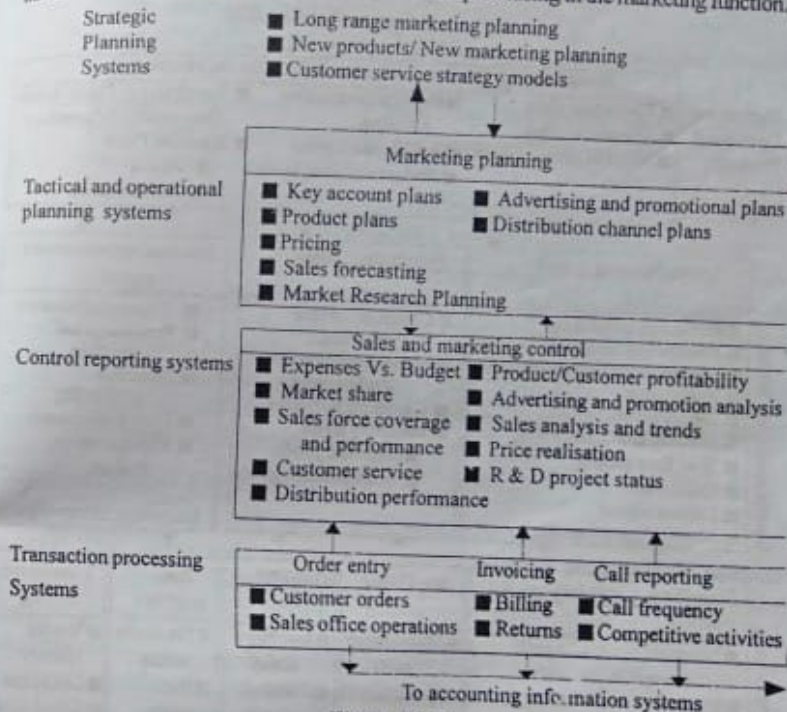 in the marketing function.
Strategic
Planning
Systems
■ Long range marketing planning
■ New products/ New marketing planning
■ Customer service strategy models
Marketing planning
Tactical and operational
planning systems
■ Key account plans
■ Product plans
■ Pricing
■ Sales forecasting
■ Market Research Planning
■ Advertising and promotional plans
■ Distribution channel plans
Control reporting systems
Sales and marketing control
■ Expenses Vs. Budget
■ Market share
■ Sales force coverage
and performance
■ Customer service
■ Distribution performance
■ Product/Customer profitability
■ Advertising and promotion analysis
■ Sales analysis and trends
■ Price realisation
■ R & D project status
Transaction processing
Systems
Order entry
■ Customer orders
■ Sales office operations
Invoicing
■ Billing
■ Returns
Call reporting
■ Call frequency
■ Competitive activities
To accounting information systems